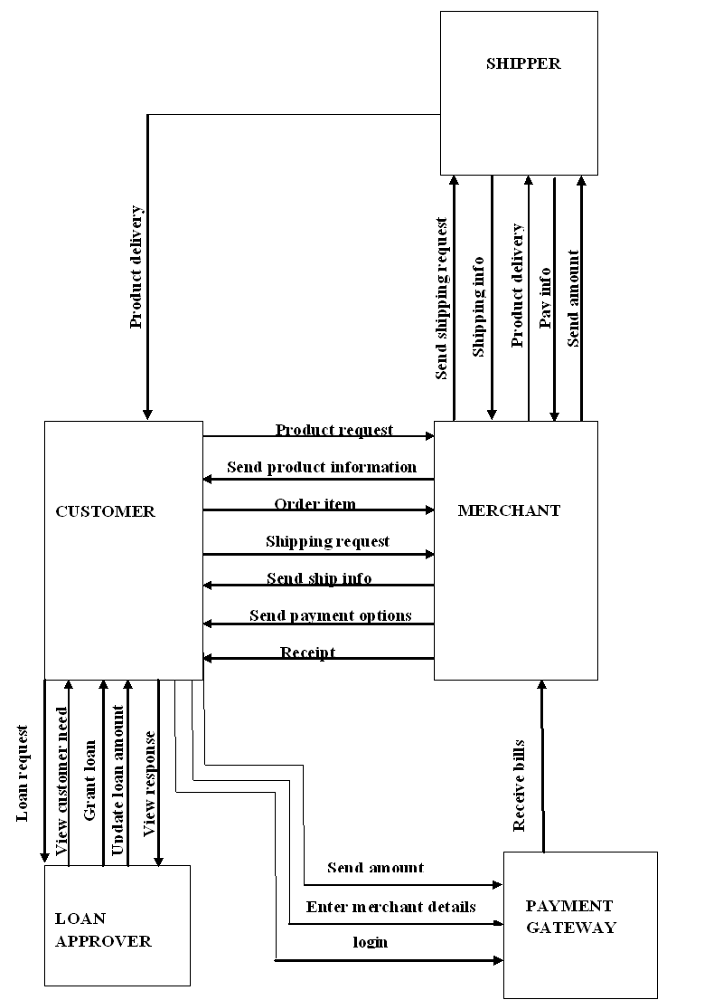 SHIPPER
Product delivery
Send shipping request
Shipping info
Product delivery
Pay info
Send amount
Product request
Send product information
Order item
CUSTOMER
MERCHANT
Shipping request
Send ship info
Send payment options
Receipt
Loan request
View customer need
Grant loan
Update loan amount
View response
Receive bills
Send amount
Enter merchant details
login
LOAN
APPROVER
PAYMENT
GATEWAY